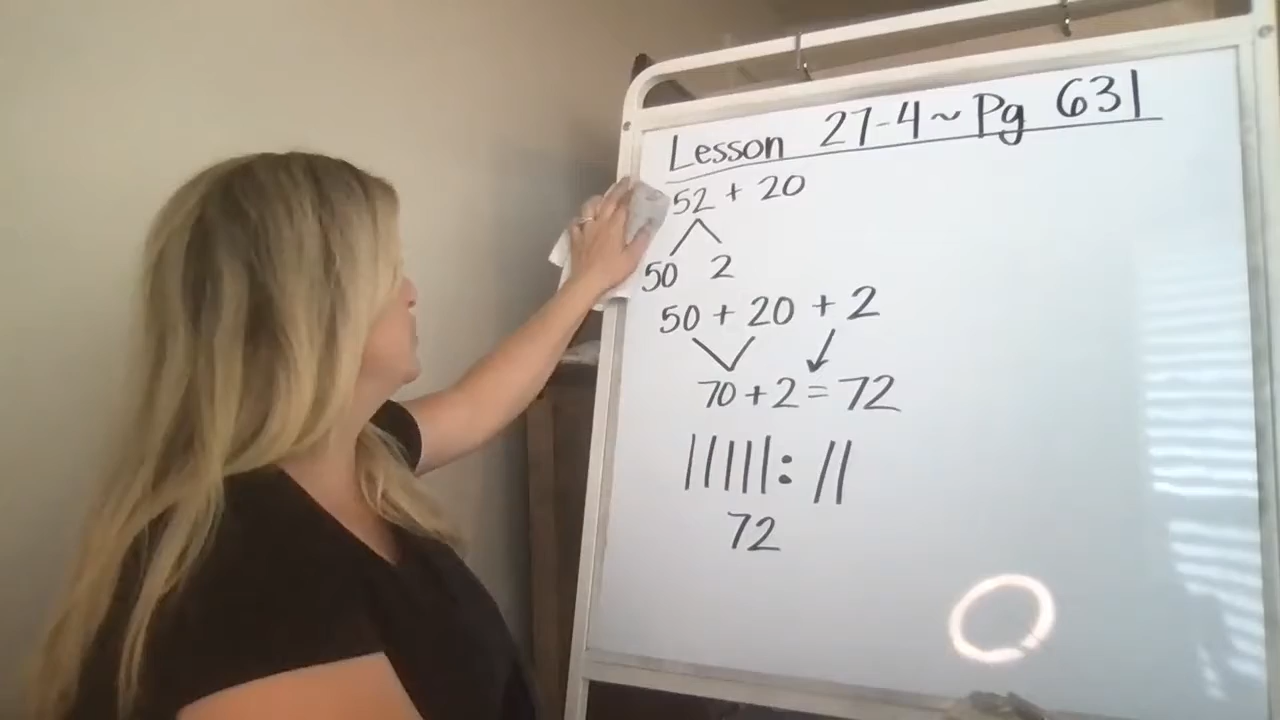 Lesson 27-4~Pg 631
52 + 20
50 2
50 + 20 + 2
70 + 2 = 72
72